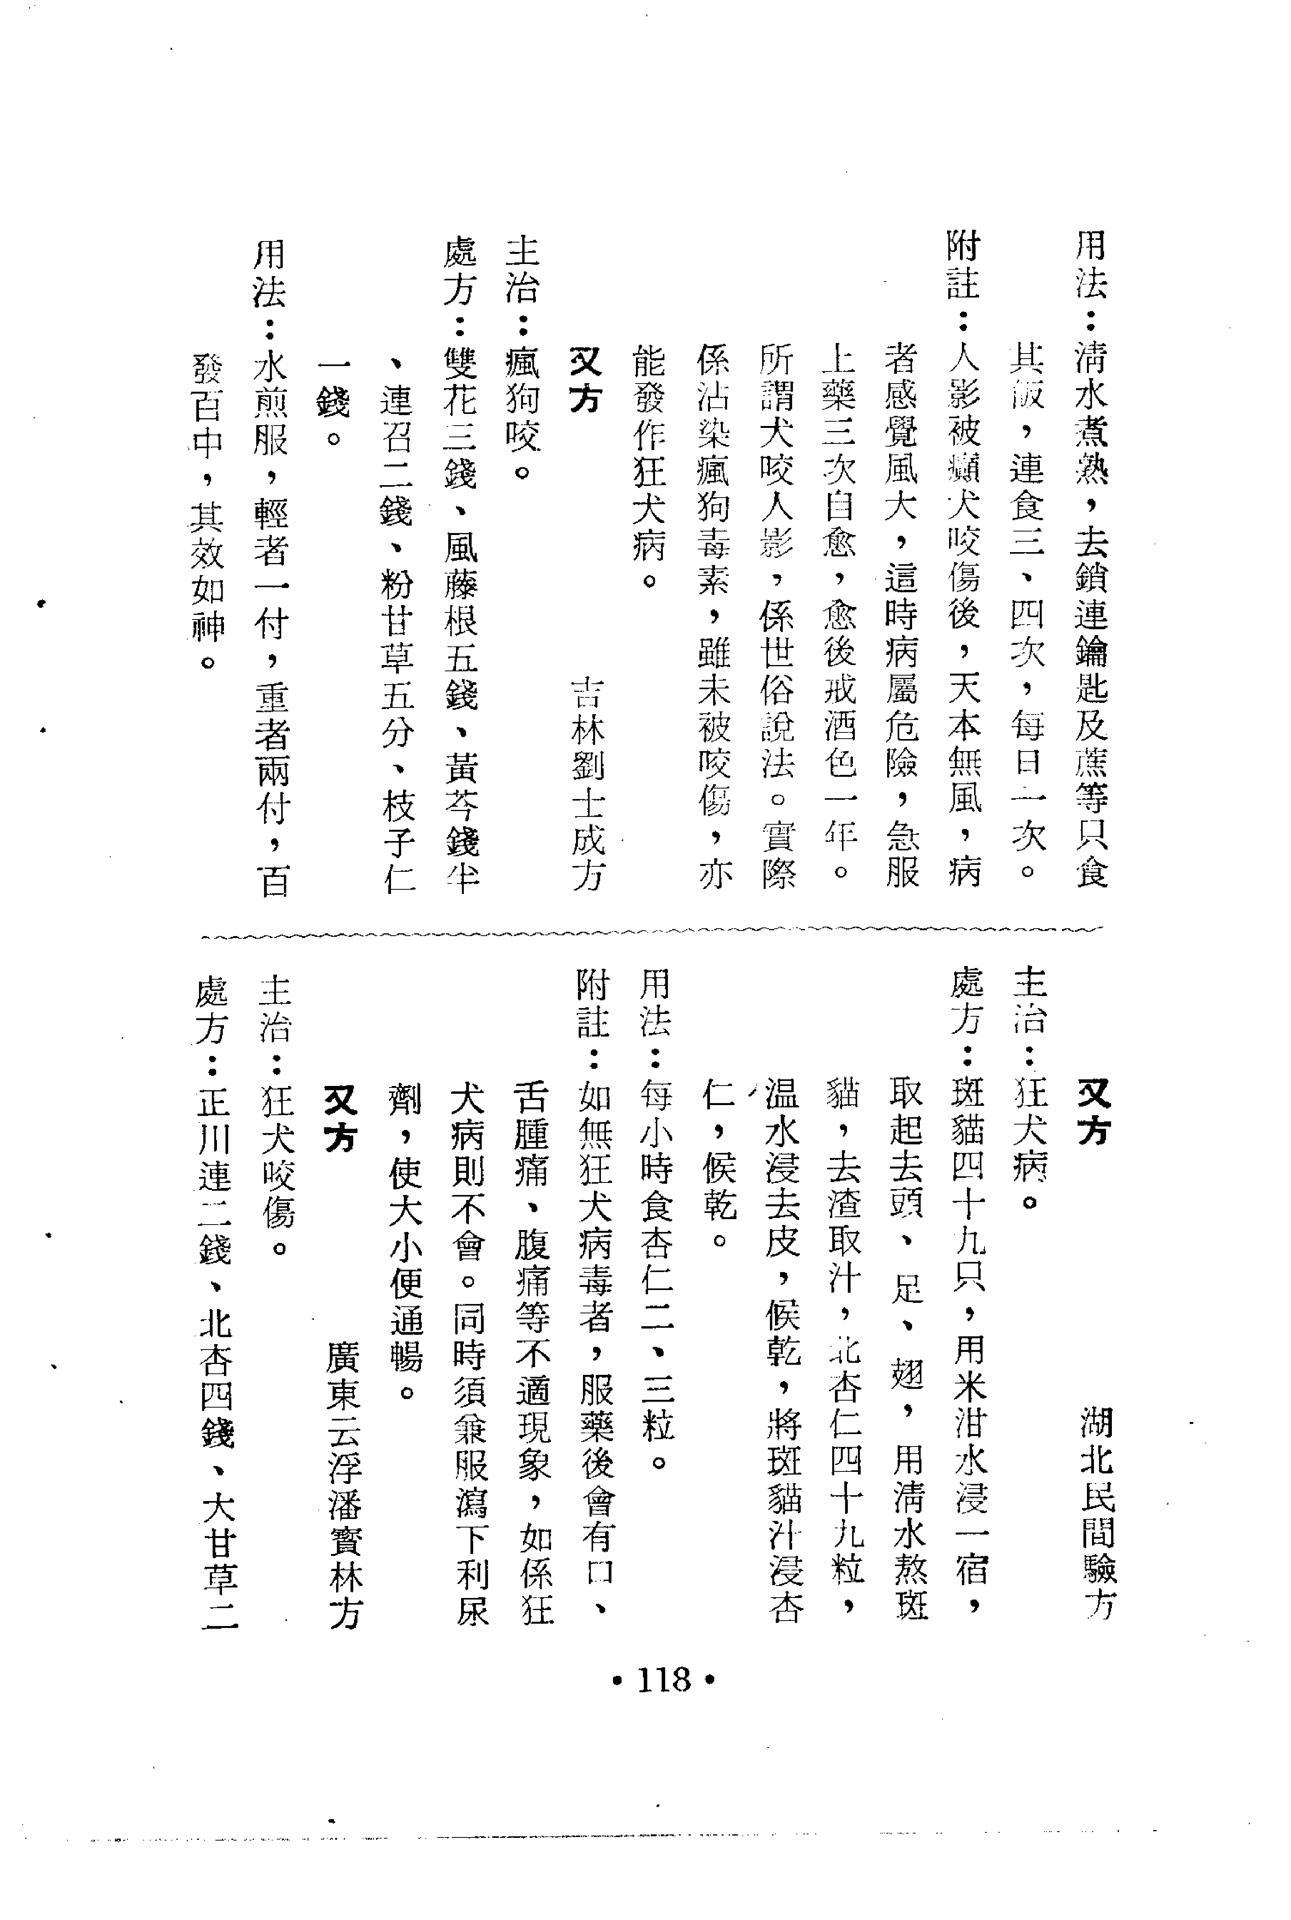 用法：清水煮熟，去鎖連鑰匙及蔗等只食
其飯，連食三、四次，每日一次。
附註：人影被癲犬咬傷後，天本無風，病
者感覺風大，這時病屬危險，急服
上藥三次自愈，愈後戒酒色一年。
所謂犬咬人影，係世俗說法。實際
係沾染瘋狗毒素，雖未被咬傷，亦
能發作狂犬病。
又方 吉林劉士成方
主治：瘋狗咬。
處方：雙花三錢、風藤根五錢、黃芩錢半
、連召二錢、粉甘草五分、枝子仁
一錢。
用法：水煎服，輕者一付，重者兩付，百
發百中，其效如神。
又方 湖北民間驗方
主治：狂犬病。
處方：斑貓四十九只，用米泔水浸一宿，
取起去頭、足、翅，用清水熬斑
貓，去渣取汁，北杏仁四十九粒，
温水浸去皮，候乾，將斑貓汁浸杏
仁，候乾。
用法：每小時食杏仁二、三粒。
附註：如無狂犬病毒者，服藥後會有口、
舌腫痛、腹痛等不適現象，如係狂
犬病則不會。同時須兼服瀉下利尿
劑，使大小便通暢。
又方 廣東云浮潘寳林方
主治：狂犬咬傷。
處方：正川連二錢、北杏四錢、大甘草二
•118•